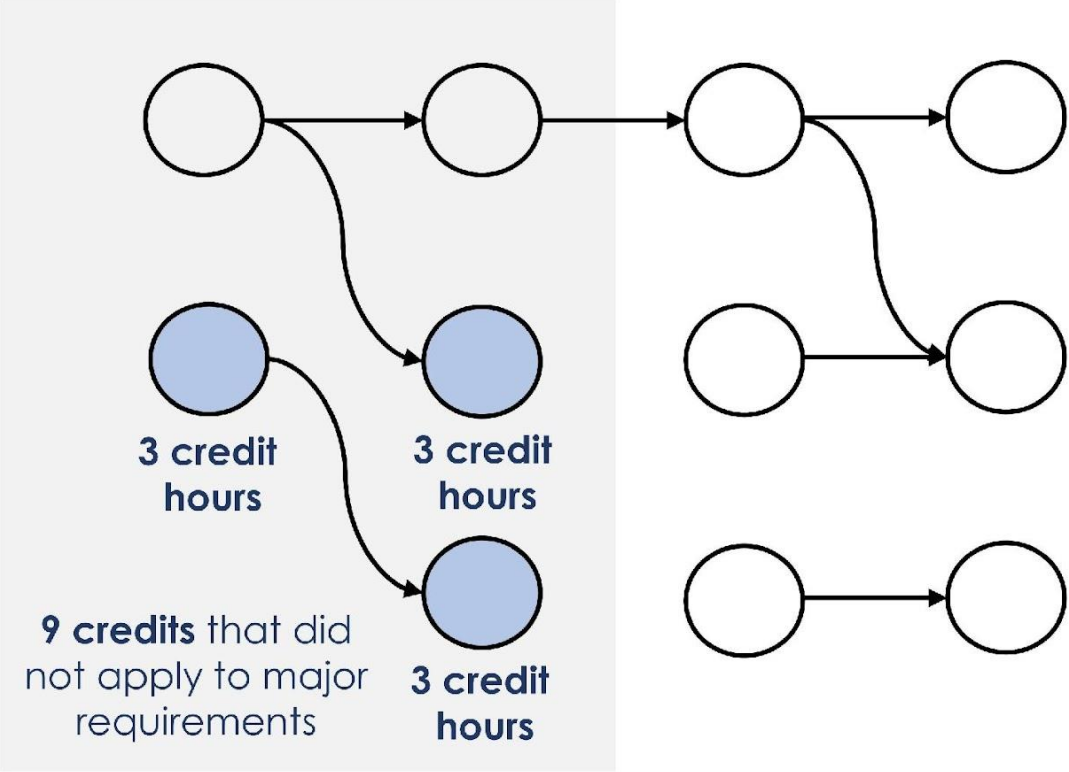 3 credit
hours
3 credit
hours
9 credits that did
not apply to major
requirements
3 credit
hours